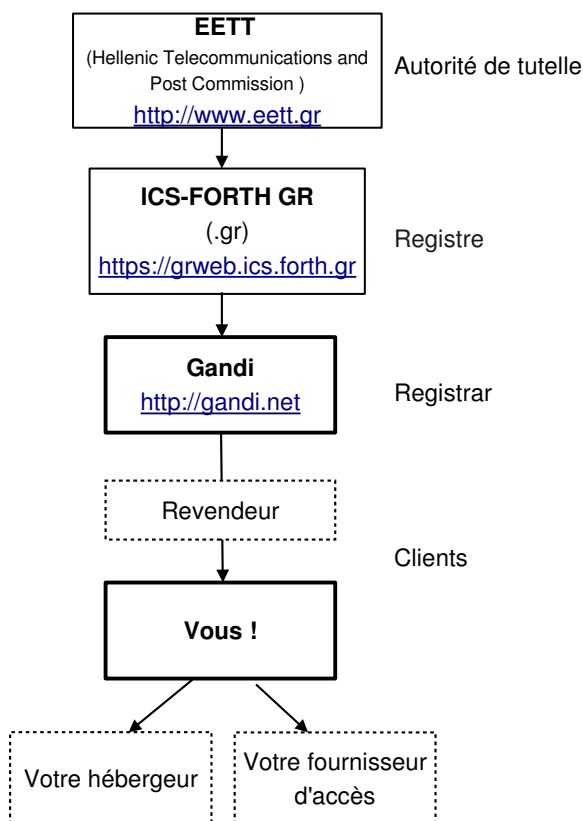 EETT
(Hellenic Telecommunications and
Post Commission )
http://www.eett.gr
Autorité de tutelle
ICS-FORTH GR
(.gr)
https://grweb.ics.forth.gr
Registre
Gandi
http://gandi.net
Registrar
Revendeur
Clients
Vous !
Votre hébergeur
Votre fournisseur
d'accès